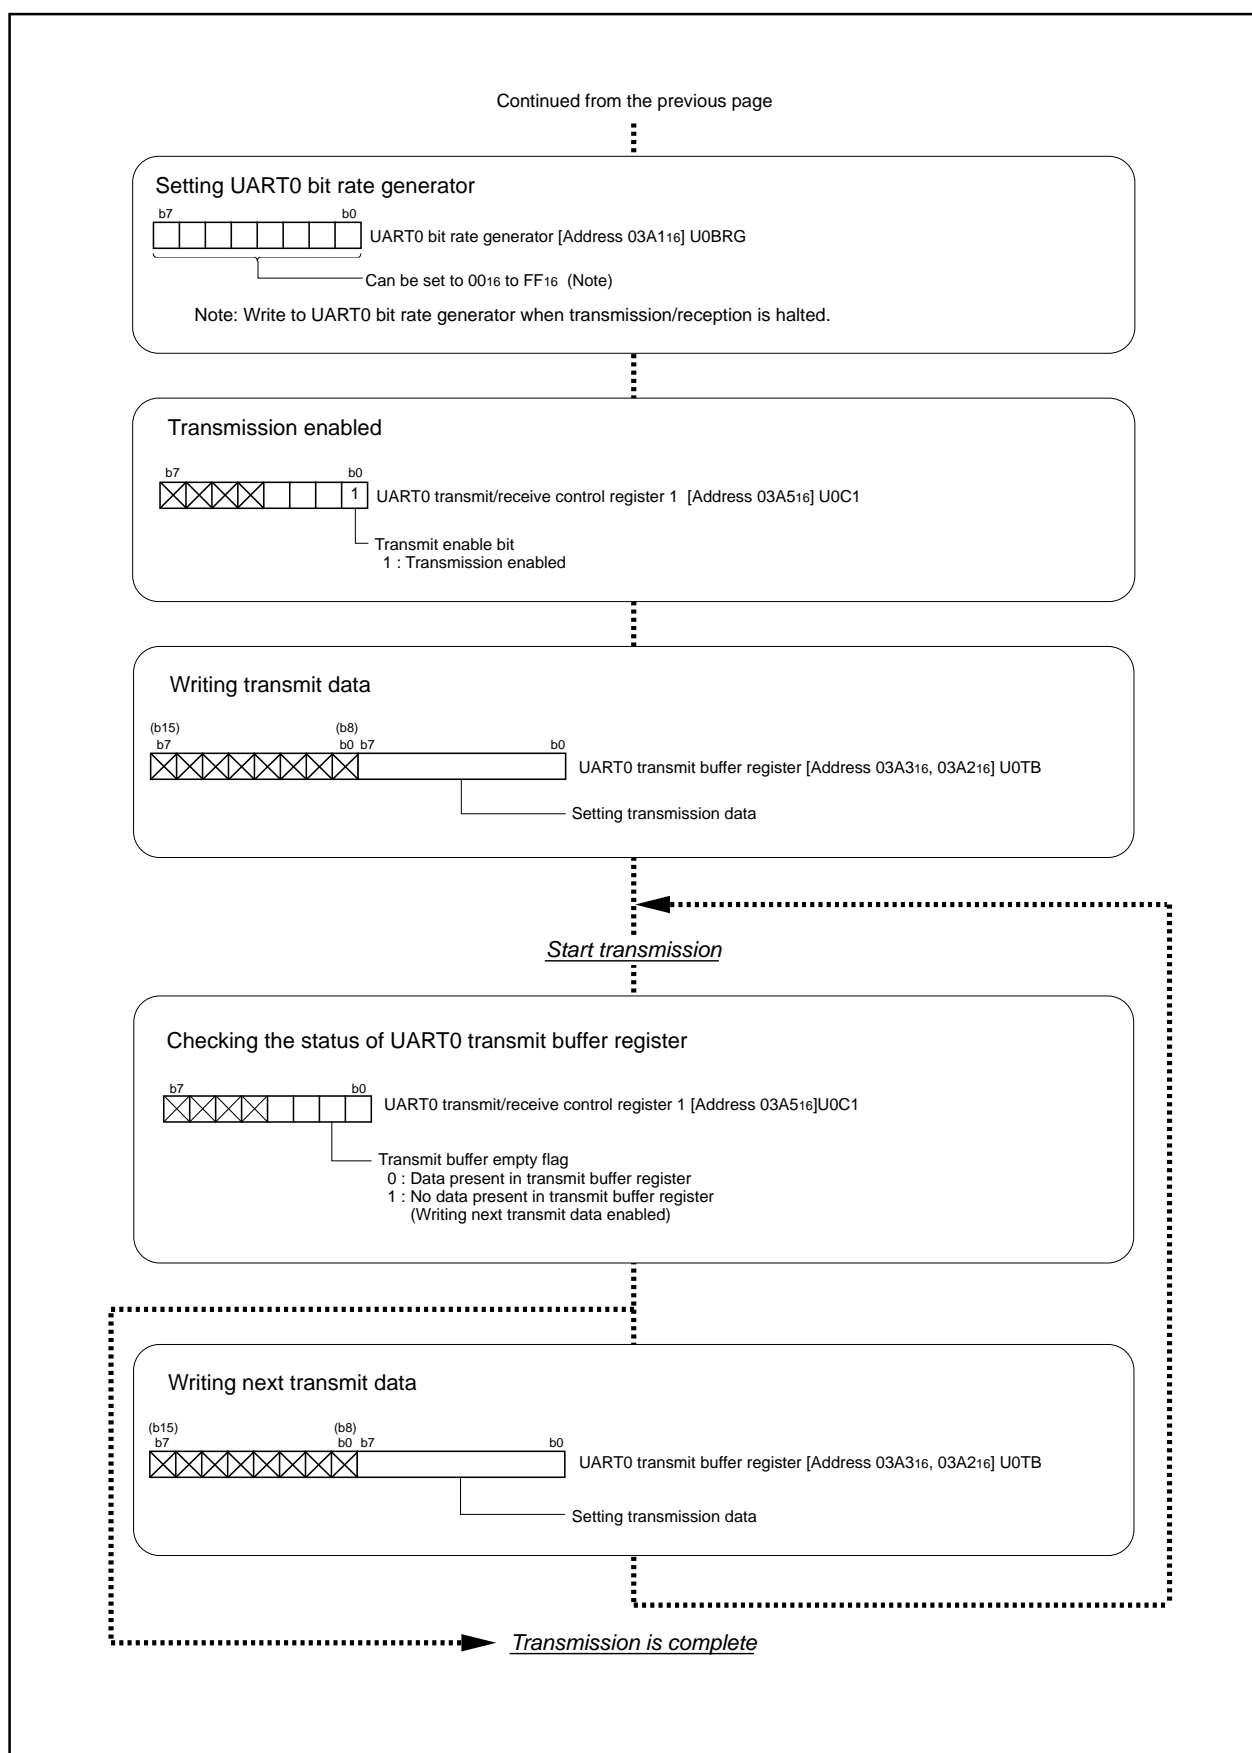 Continued from the previous page
Setting UART0 bit rate generator
b7 b0
UART0 bit rate generator [Address 03A116] U0BRG
Can be set to 0016 to FF16 (Note)
Note: Write to UART0 bit rate generator when transmission/reception is halted.
Transmission enabled
b7 b0
1 UART0 transmit/receive control register 1 [Address 03A516] U0C1
Transmit enable bit
1 : Transmission enabled
Writing transmit data
(b15) (b8)
b7 b0 b7 b0
UART0 transmit buffer register [Address 03A316, 03A216] U0TB
Setting transmission data
Start transmission
Checking the status of UART0 transmit buffer register
b7 b0
UART0 transmit/receive control register 1 [Address 03A516]U0C1
Transmit buffer empty flag
0 : Data present in transmit buffer register
1 : No data present in transmit buffer register
(Writing next transmit data enabled)
Writing next transmit data
(b15) (b8)
b7 b0 b7 b0
UART0 transmit buffer register [Address 03A316, 03A216] U0TB
Setting transmission data
Transmission is complete